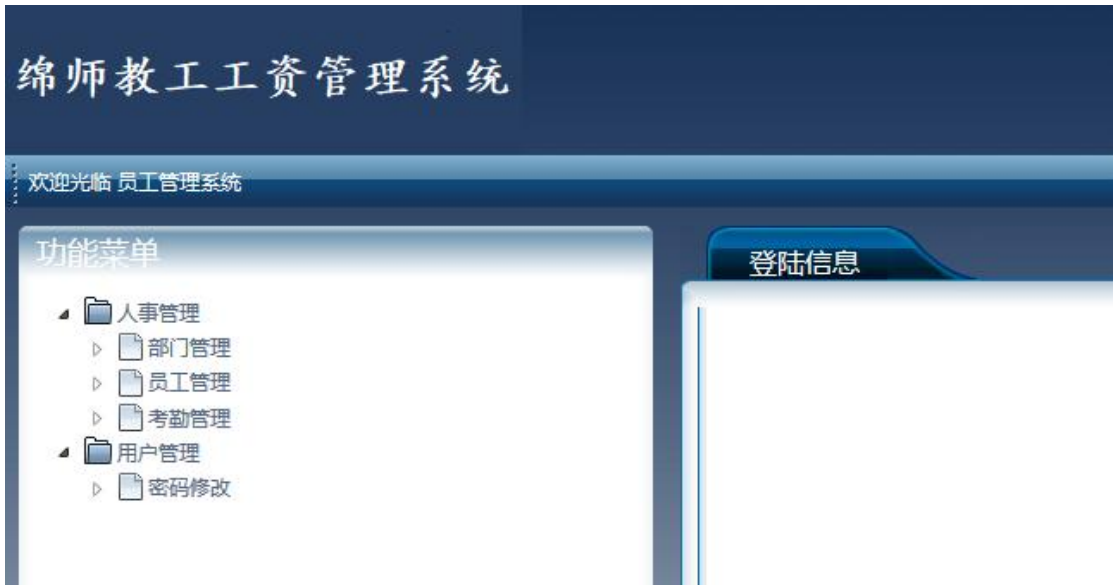 绵师教工工资管理系统
欢迎光临 员工管理系统
功能菜单
登陆信息
人事管理
部门管理
员工管理
考勤管理
用户管理
密码修改